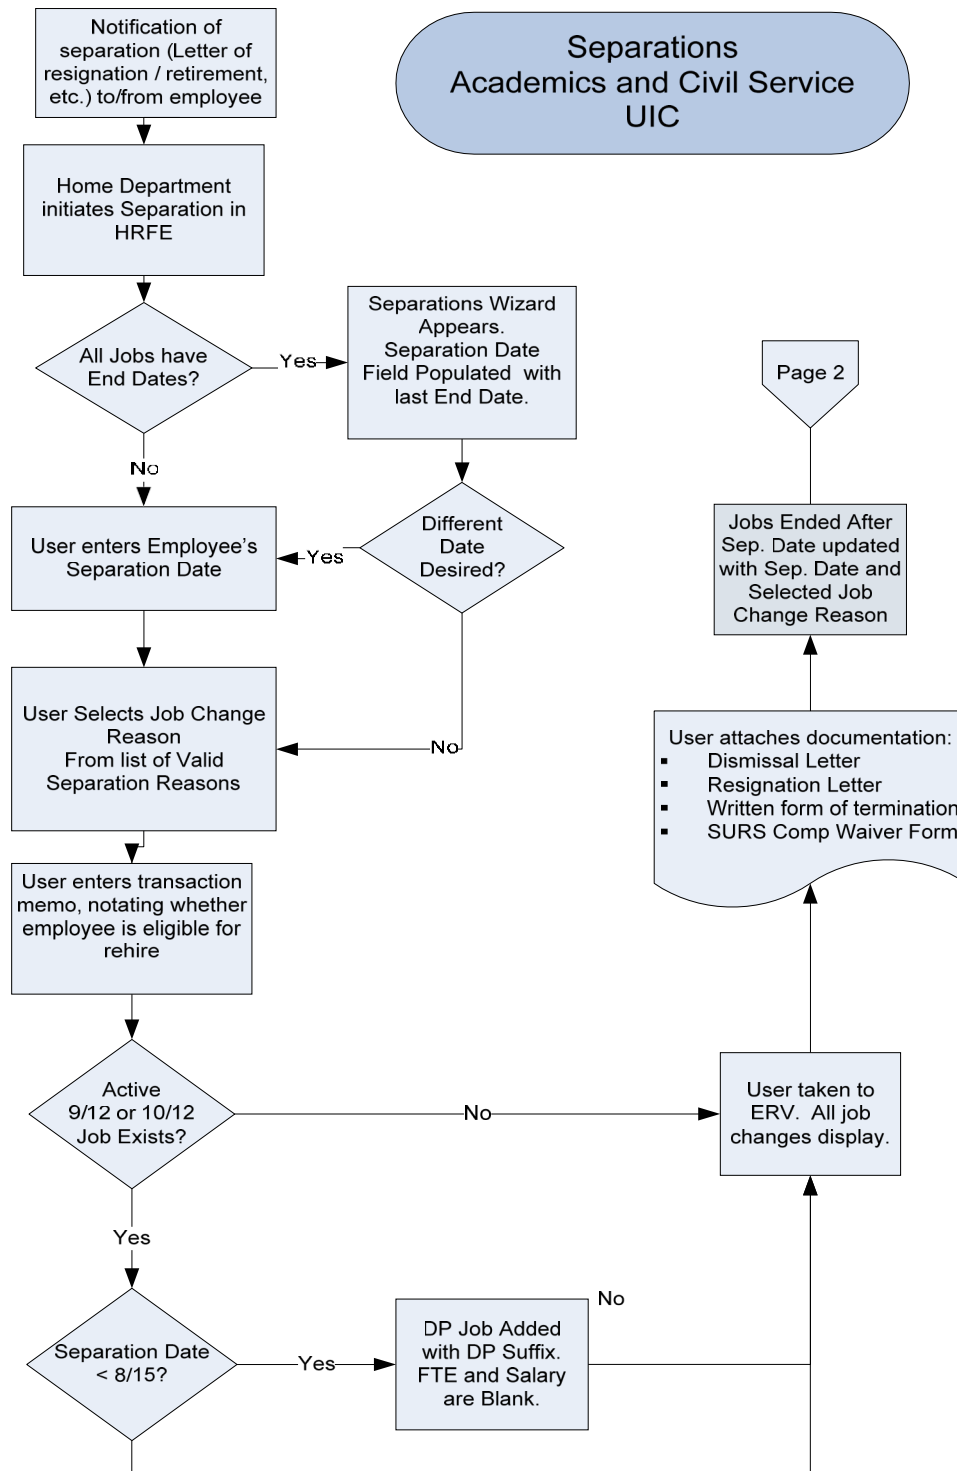 Separations
Academics and Civil Service
UIC
Notification of
separation (Letter of
resignation / retirement,
etc.) to/from employee
Home Department
initiates Separation in
HRFE
All Jobs have
End Dates?
Yes
Separations Wizard
Appears.
Separation Date
Field Populated with
last End Date.
No
Different
Date
Desired?
Yes
User enters Employee's
Separation Date
No
User Selects Job Change
Reason
From list of Valid
Separation Reasons
User enters transaction
memo, notating whether
employee is eligible for
rehire
Active
9/12 or 10/12
Job Exists?
No
Yes
Separation Date
< 8/15?
Yes
DP Job Added
with DP Suffix.
FTE and Salary
are Blank.
No
User taken to
ERV. All job
changes display.
User attaches documentation:
▪ Dismissal Letter
▪ Resignation Letter
▪ Written form of termination
▪ SURS Comp Waiver Form
Jobs Ended After
Sep. Date updated
with Sep. Date and
Selected Job
Change Reason
Page 2